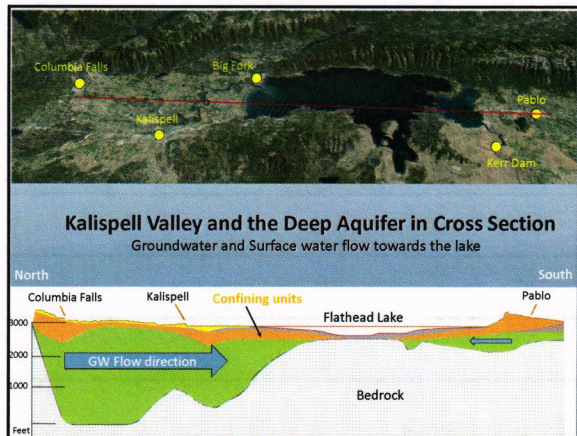 Columbia Falls
Big Fork
Kalispell
Pablo
Kerr Dam
Kalispell Valley and the Deep Aquifer in Cross Section
Groundwater and Surface water flow towards the lake
North
South
Columbia Falls
Kalispell
Confining units
Flathead Lake
Pablo
3000
GW Flow direction
2000
1,000
Bedrock
Feet